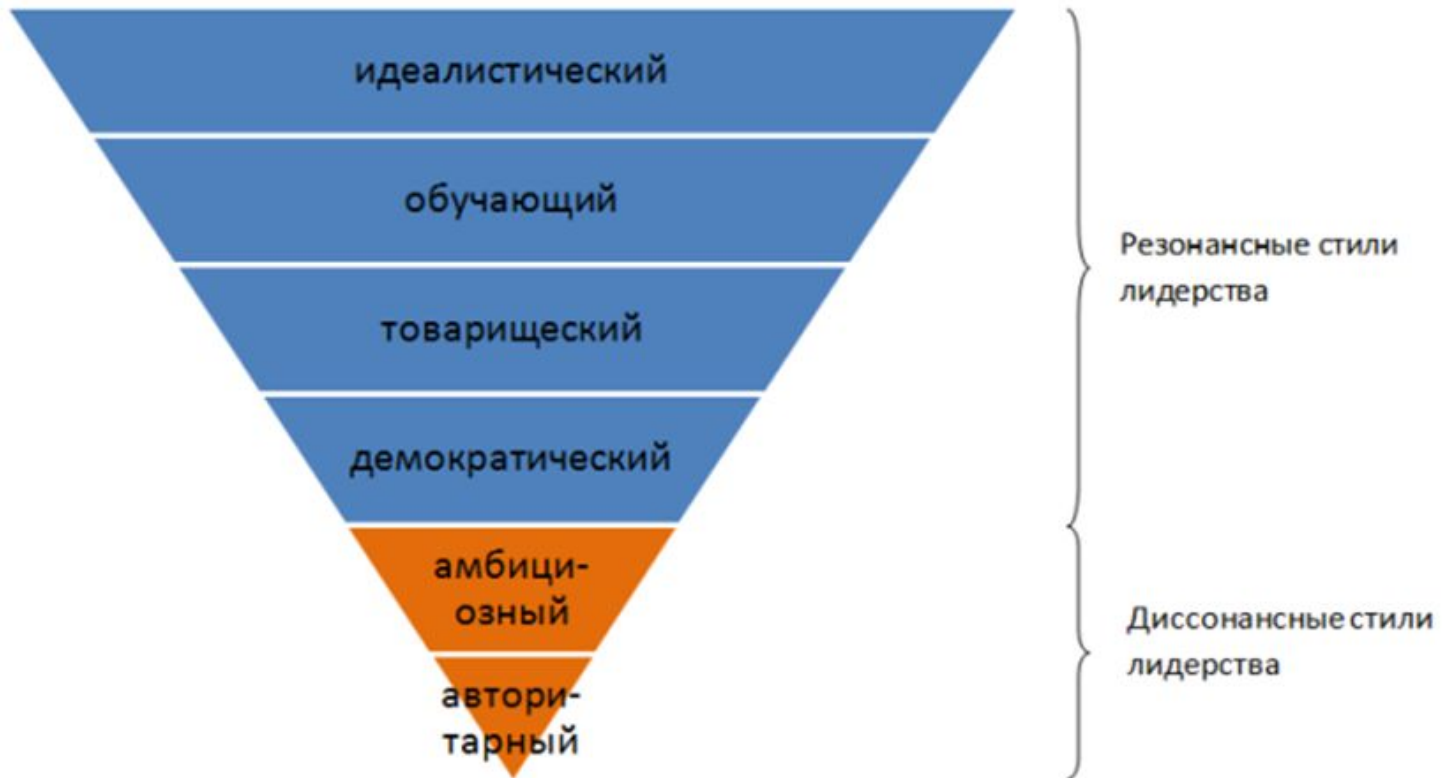 идеалистический
обучающий
товарищеский
демократический
амбици-
озный
автори-
тарный
Резонансные стили
лидерства
Диссонансные стили
лидерства